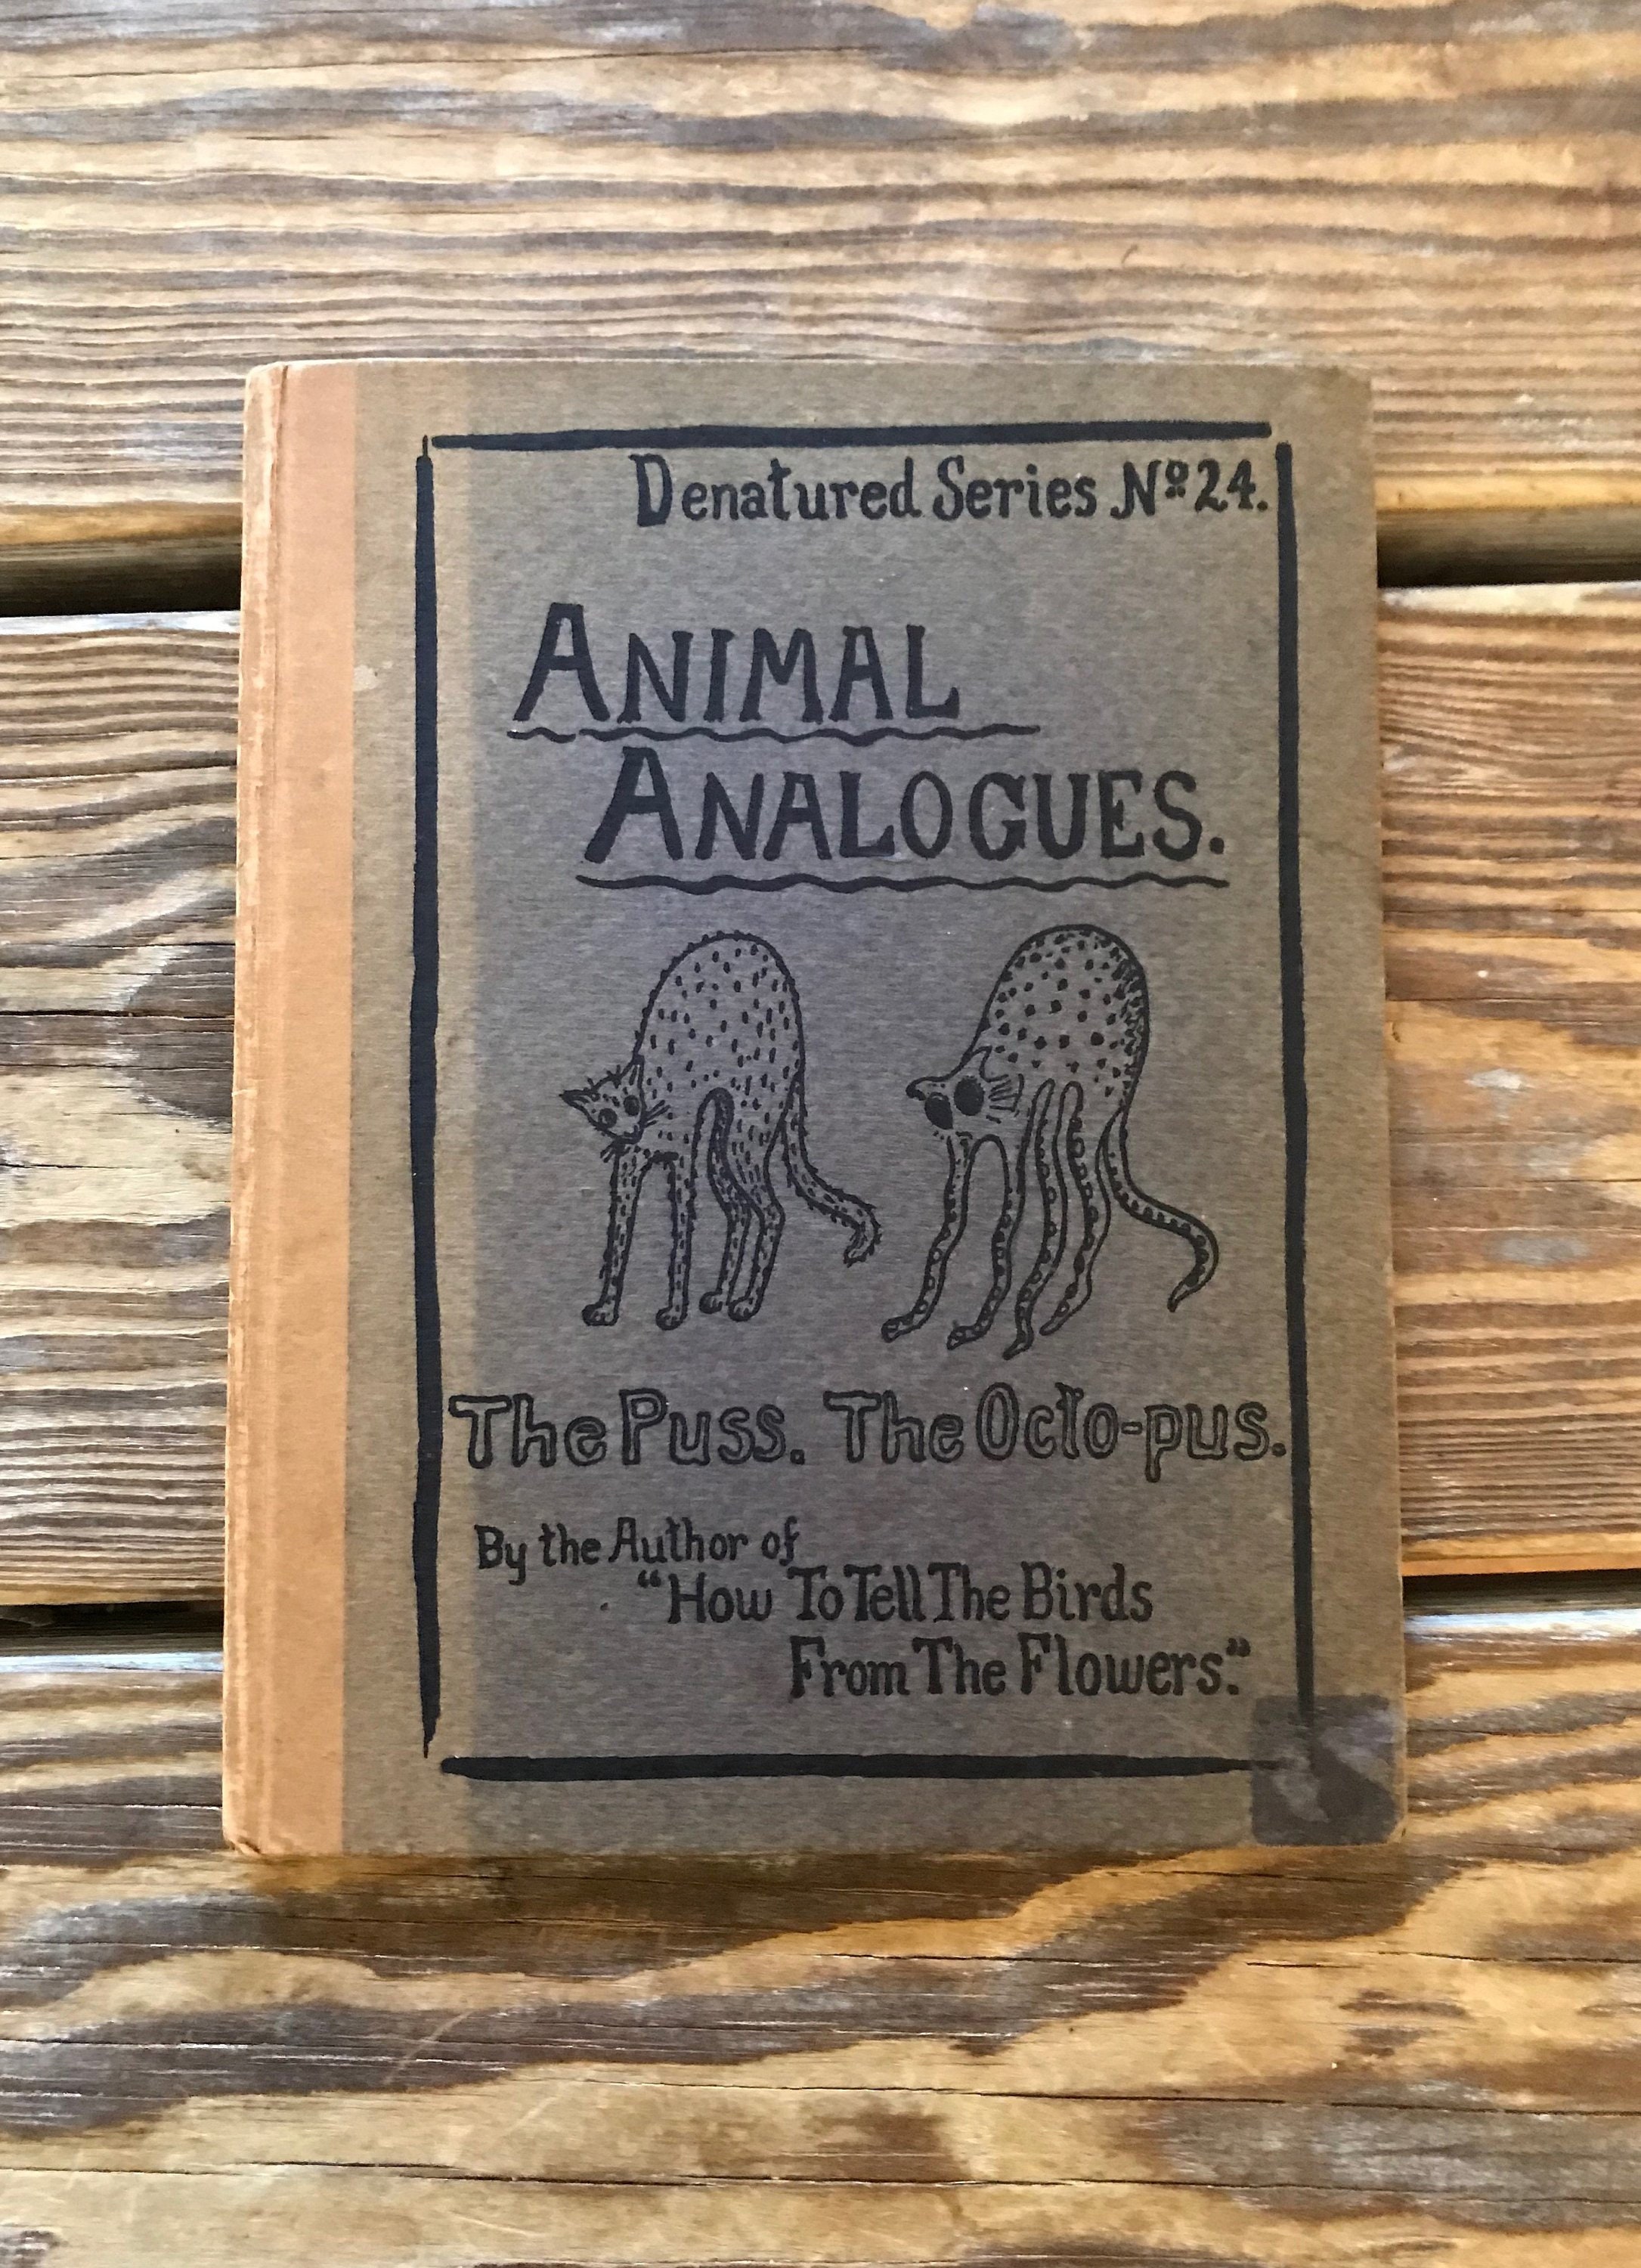 Denatured Series Nº 24.
ANIMAL
ANALOGUES.
The Puss. The Octo-pus.
By the Author of
"How To Tell The Birds
From The Flowers."